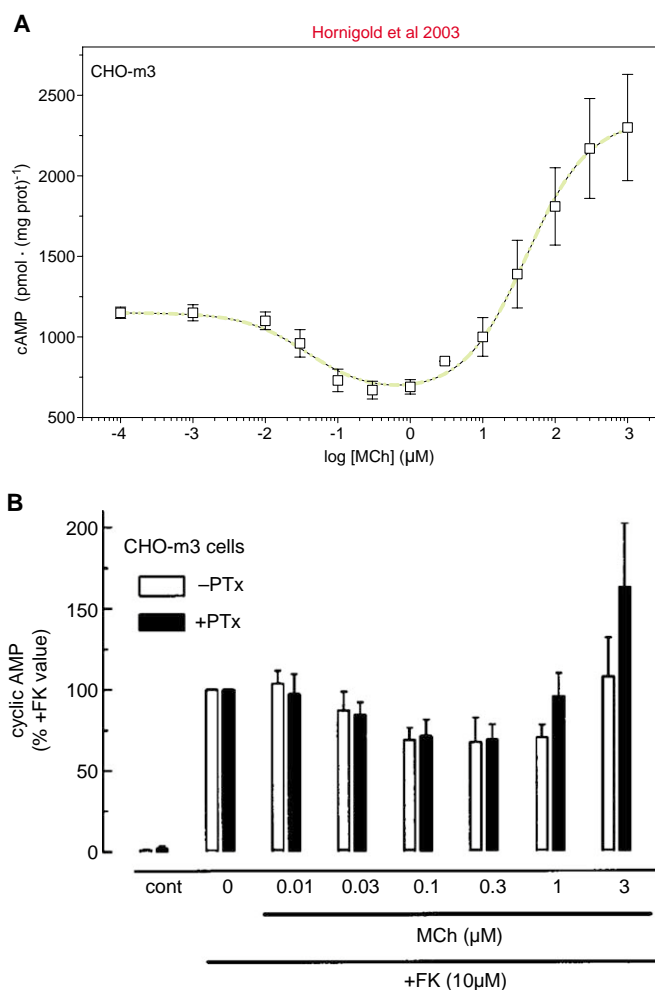 A
Hornigold et al 2003
CHO-m3
2500
2000
1500
1000
500
cAMP (pmol · (mg prot)⁻¹)
-4 -3 -2 -1 0 1 2 3
log [MCh] (µM)
B
200
150
100
50
0
cyclic AMP
(% +FK value)
CHO-m3 cells
–PTx
+PTx
cont 0 0.01 0.03 0.1 0.3 1 3
MCh (µM)
+FK (10µM)